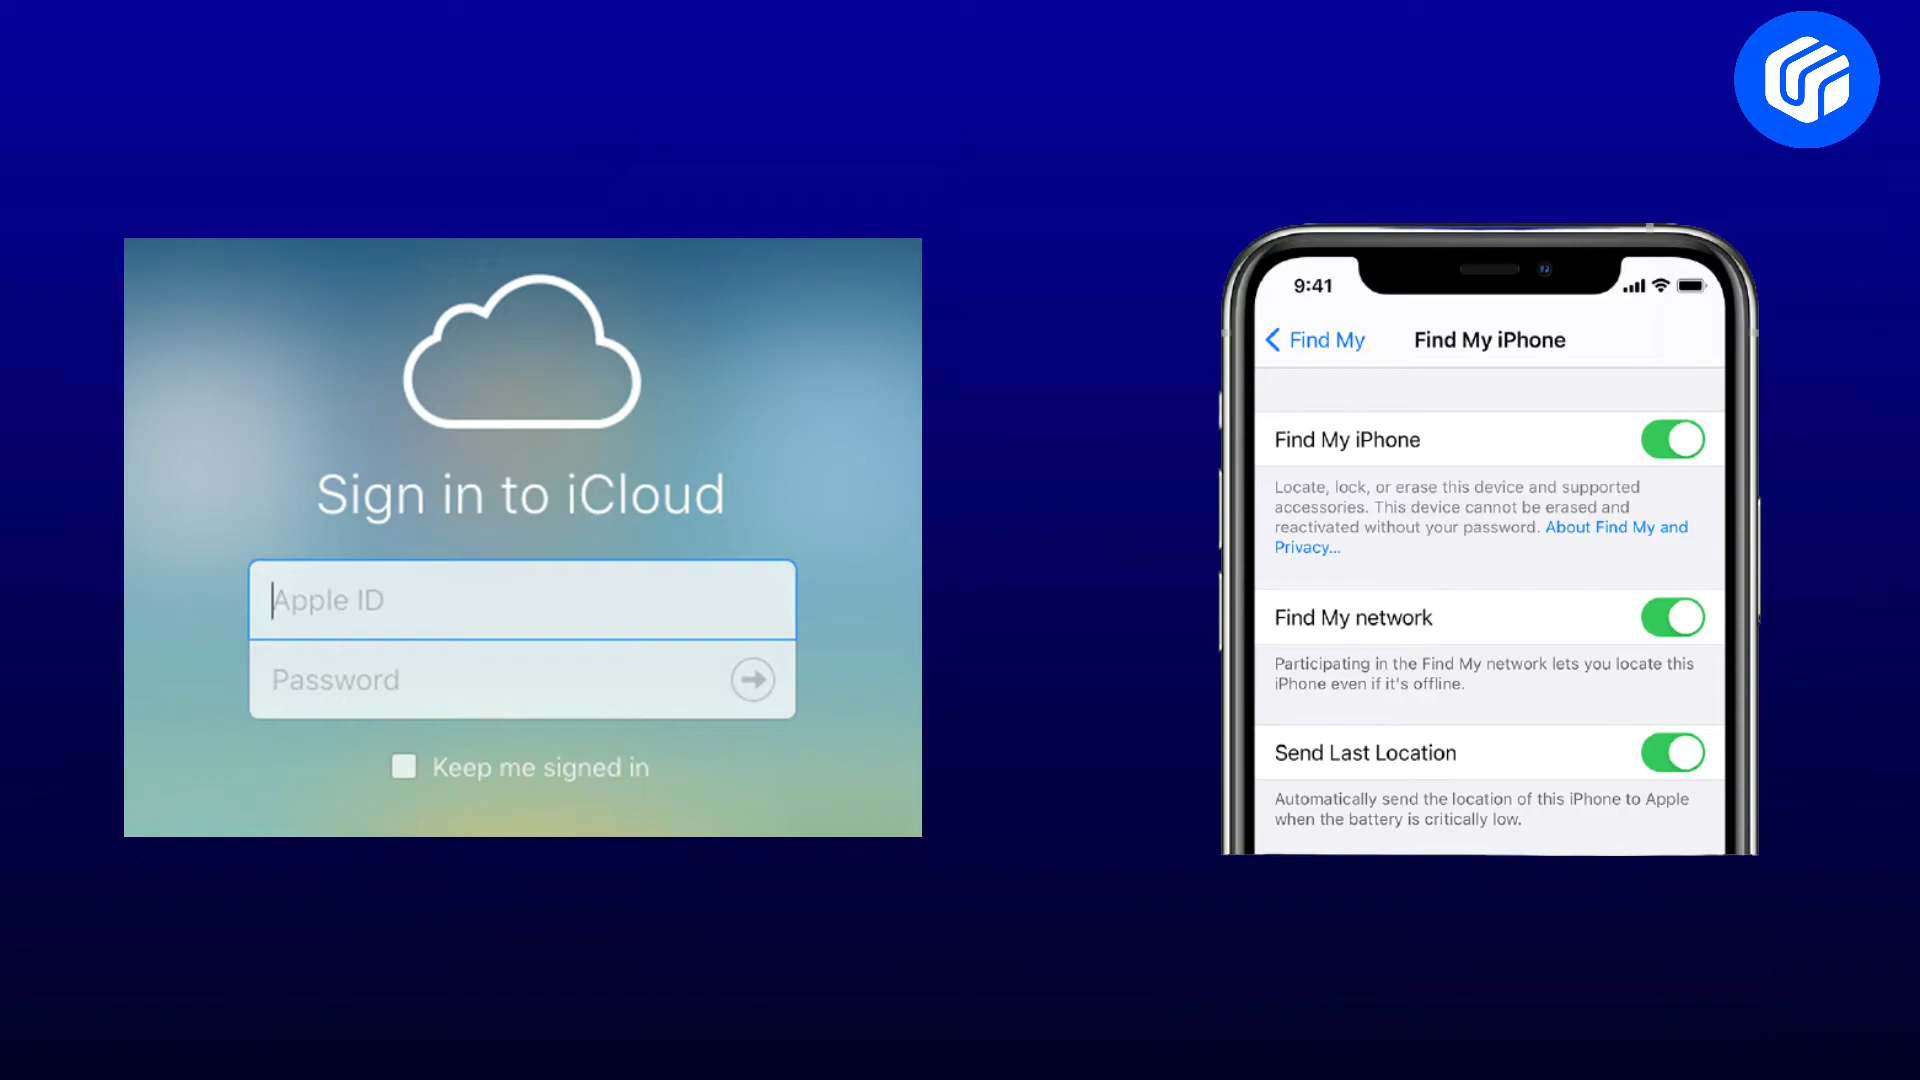 Sign in to iCloud
Apple ID
Password
Keep me signed in
9:41
Find My
Find My iPhone
Find My iPhone
Locate, lock, or erase this device and supported
accessories. This device cannot be erased and
reactivated without your password. About Find My and
Privacy...
Find My network
Participating in the Find My network lets you locate this
iPhone even if it's offline.
Send Last Location
Automatically send the location of this iPhone to Apple
when the battery is critically low.